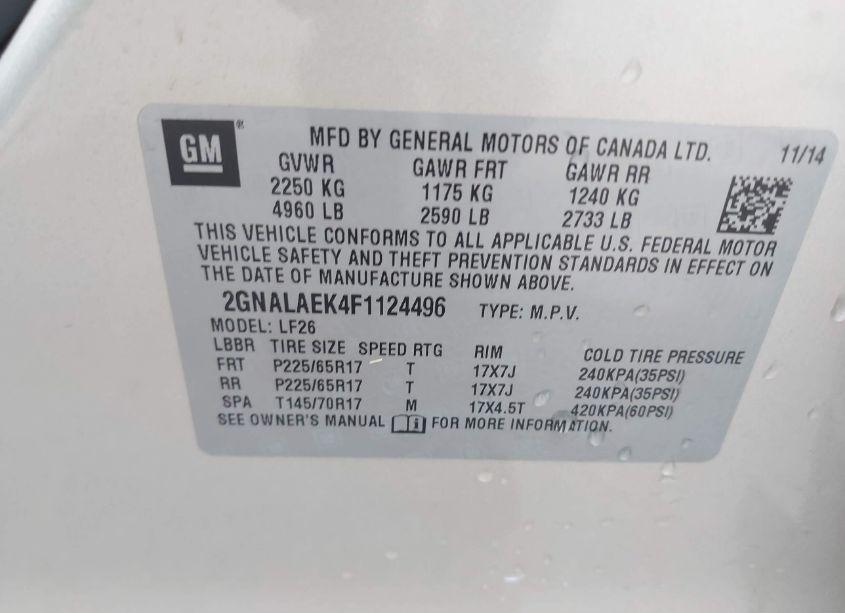 GM ® MFD BY GENERAL MOTORS OF CANADA LTD. 11/14
GVWR GAWR FRT GAWR RR
2250 KG 1175 KG 1240 KG
4960 LB 2590 LB 2733 LB
THIS VEHICLE CONFORMS TO ALL APPLICABLE U.S. FEDERAL MOTOR
VEHICLE SAFETY AND THEFT PREVENTION STANDARDS IN EFFECT ON
THE DATE OF MANUFACTURE SHOWN ABOVE.
2GNALAEK4F1124496 TYPE: M.P.V.
MODEL: LF26
LBBR TIRE SIZE SPEED RTG RIM COLD TIRE PRESSURE
FRT P225/65R17 T 17X7J 240KPA(35PSI)
RR P225/65R17 T 17X7J 240KPA(35PSI)
SPA T145/70R17 M 17X4.5T 420KPA(60PSI)
SEE OWNER'S MANUAL i FOR MORE INFORMATION.